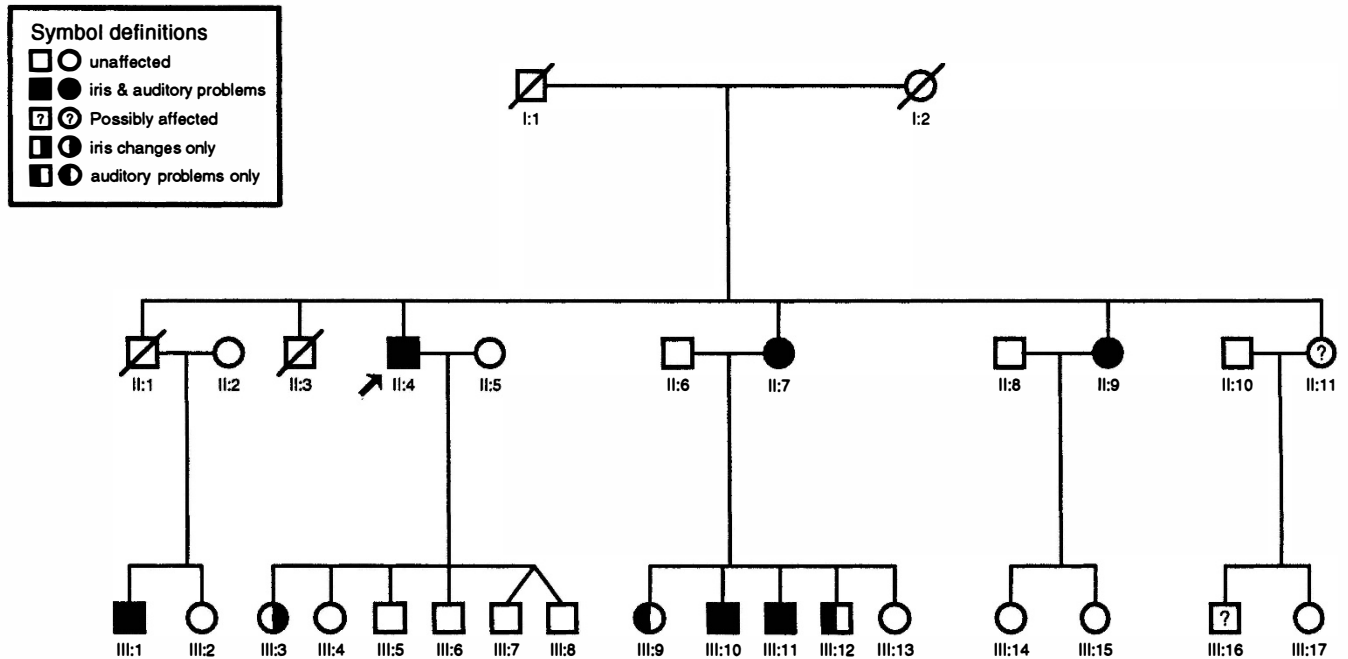 Symbol definitions
unaffected
iris & auditory problems
? ? Possibly affected
iris changes only
auditory problems only
I:1 I:2
?
II:1 II:2 II:3 II:4 II:5 II:6 II:7 II:8 II:9 II:10 II:11
?
III:1 III:2 III:3 III:4 III:5 III:6 III:7 III:8 III:9 III:10 III:11 III:12 III:13 III:14 III:15 III:16 III:17